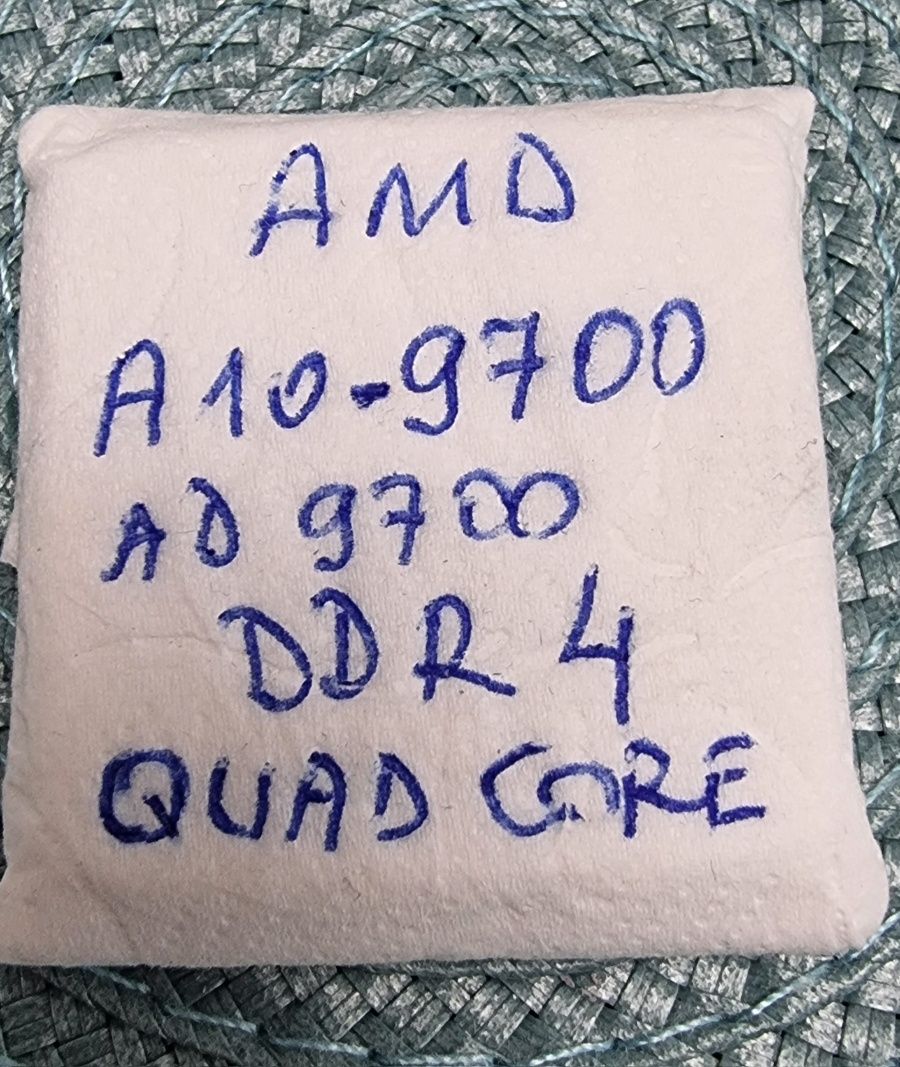 AMD
A10-9700
AD 9700
DDR 4
QUAD CORE